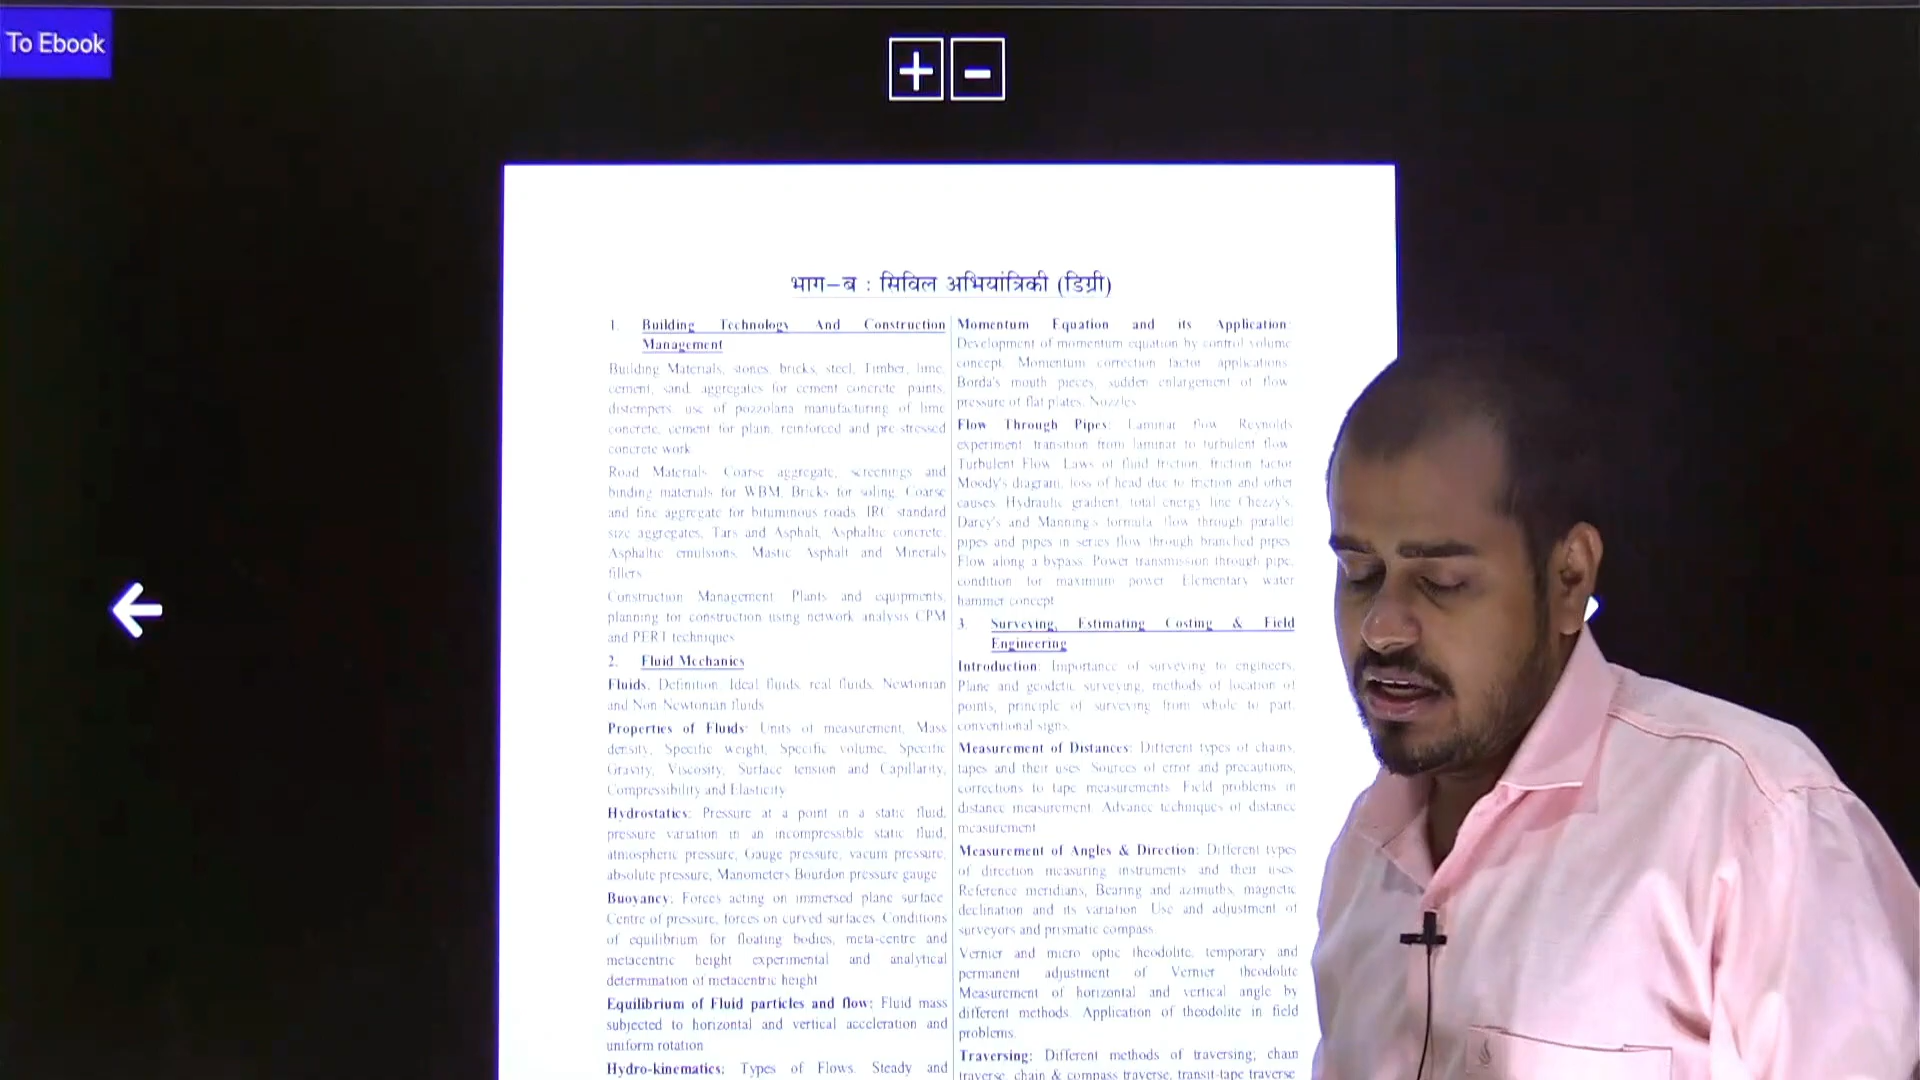 To Ebook
भाग–ब : सिविल अभियांत्रिकी (डिग्री)
1. Building Technology And Construction
Management
Building Materials, stones, bricks, steel, Timber, lime,
cement, sand, aggregates for cement concrete paints,
distempers, use of pozzolana manufacturing of lime
concrete, cement for plain, reinforced and pre-stressed
concrete work
Road Materials Coarse aggregate, screenings and
binding materials for WBM, Bricks for soling, Coarse
and fine aggregate for bituminous roads IRC standard
size aggregates, Tars and Asphalt, Asphaltic concrete,
Asphaltic emulsions, Mastic Asphalt and Minerals
fillers
Construction Management Plants and equipments,
planning for construction using network analysis CPM
and PERT techniques
2. Fluid Mechanics
Fluids, Definition, Ideal fluids, real fluids, Newtonian
and Non Newtonian fluids
Properties of Fluids: Units of measurement, Mass
density, Specific weight, Specific volume, Specific
Gravity, Viscosity, Surface tension and Capillarity,
Compressibility and Elasticity
Hydrostatics: Pressure at a point in a static fluid,
pressure variation in an incompressible static fluid,
atmospheric pressure, Gauge pressure, vacum pressure,
absolute pressure, Manometers Bourdon pressure gauge
Buoyancy: Forces acting on immersed plane surface
Centre of pressure, forces on curved surfaces. Conditions
of equilibrium for floating bodies, meta-centre and
metacentric height experimental and analytical
determination of metacentric height
Equilibrium of Fluid particles and flow: Fluid mass
subjected to horizontal and vertical acceleration and
uniform rotation
Hydro-kinematics: Types of Flows. Steady and
Momentum Equation and its Application:
Development of momentum equation by control volume
concept, Momentum correction factor applications
Borda's mouth pieces, sudden enlargement of flow
pressure of flat plates, Nozzles
Flow Through Pipes: Laminar flow Reynolds
experiment transition from laminar to turbulent flow
Turbulent Flow Laws of fluid friction, friction factor
Moody's diagram, loss of head due to friction and other
causes, Hydraulic gradient, total energy line Chezzy's,
Darcy's and Manning's formula, flow through parallel
pipes and pipes in series flow through branched pipes
Flow along a bypass Power transmission through pipe,
condition for maximum power Elementary water
hammer concept
3. Surveying, Estimating Costing & Field
Engineering
Introduction: Importance of surveying to engineers,
Plane and geodetic surveying, methods of location of
points, principle of surveying from whole to part,
conventional signs
Measurement of Distances: Different types of chains,
tapes and their uses Sources of error and precautions,
corrections to tape measurements Field problems in
distance measurement Advance techniques of distance
measurement
Measurement of Angles & Direction: Different types
of direction measuring instruments and their uses
Reference meridians, Bearing and azimuths, magnetic
declination and its variation Use and adjustment of
surveyors and prismatic compass
Vernier and micro optic theodolite, temporary and
permanent adjustment of Vernier theodolite
Measurement of horizontal and vertical angle by
different methods Application of theodolite in field
problems.
Traversing: Different methods of traversing; chain
traverse, chain & compass traverse, transit-tape traverse